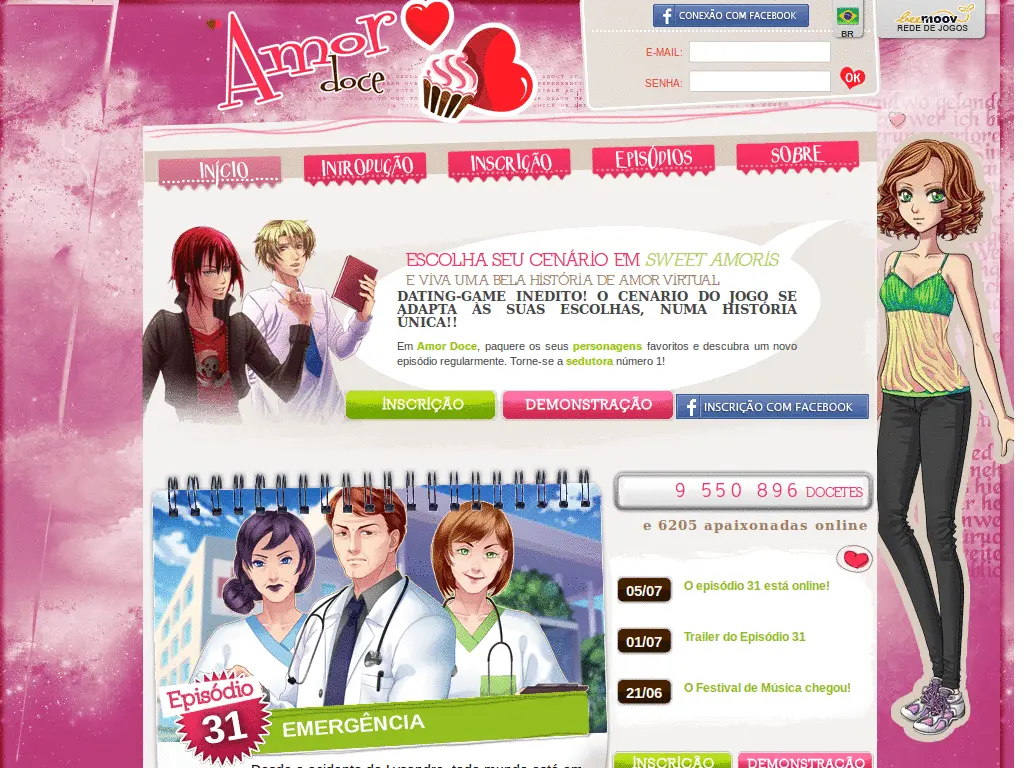 Amor
doce
CONEXÃO COM FACEBOOK
BR
beemoov
REDE DE JOGOS
E-MAIL:
SENHA:
OK
INÍCIO
INTRODUÇÃO
INSCRIÇÃO
EPISÓDIOS
SOBRE
ESCOLHA SEU CENÁRIO EM SWEET AMORIS
E VIVA UMA BELA HISTÓRIA DE AMOR VIRTUAL
DATING-GAME INEDITO! O CENARIO DO JOGO SE
ADAPTA ÀS SUAS ESCOLHAS, NUMA HISTÓRIA
ÚNICA!!
Em Amor Doce, paquere os seus personagens favoritos e descubra um novo
episódio regularmente. Torne-se a sedutora número 1!
INSCRIÇÃO
DEMONSTRAÇÃO
INSCRIÇÃO COM FACEBOOK
9 550 896 DOCETES
e 6205 apaixonadas online
05/07 O episódio 31 está online!
01/07 Trailer do Episódio 31
21/06 O Festival de Música chegou!
Episódio
31
EMERGÊNCIA
INSCRIÇÃO
DEMONSTRAÇÃO